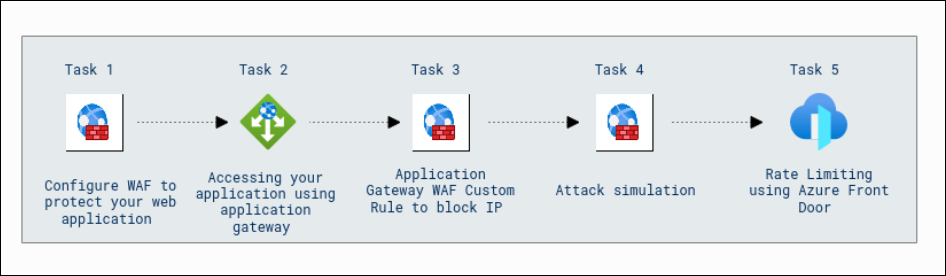 Task 1
Task 2
Task 3
Task 4
Task 5
Configure WAF to
protect your web
application
Accessing your
application using
application
gateway
Application
Gateway WAF Custom
Rule to block IP
Attack simulation
Rate Limiting
using Azure Front
Door